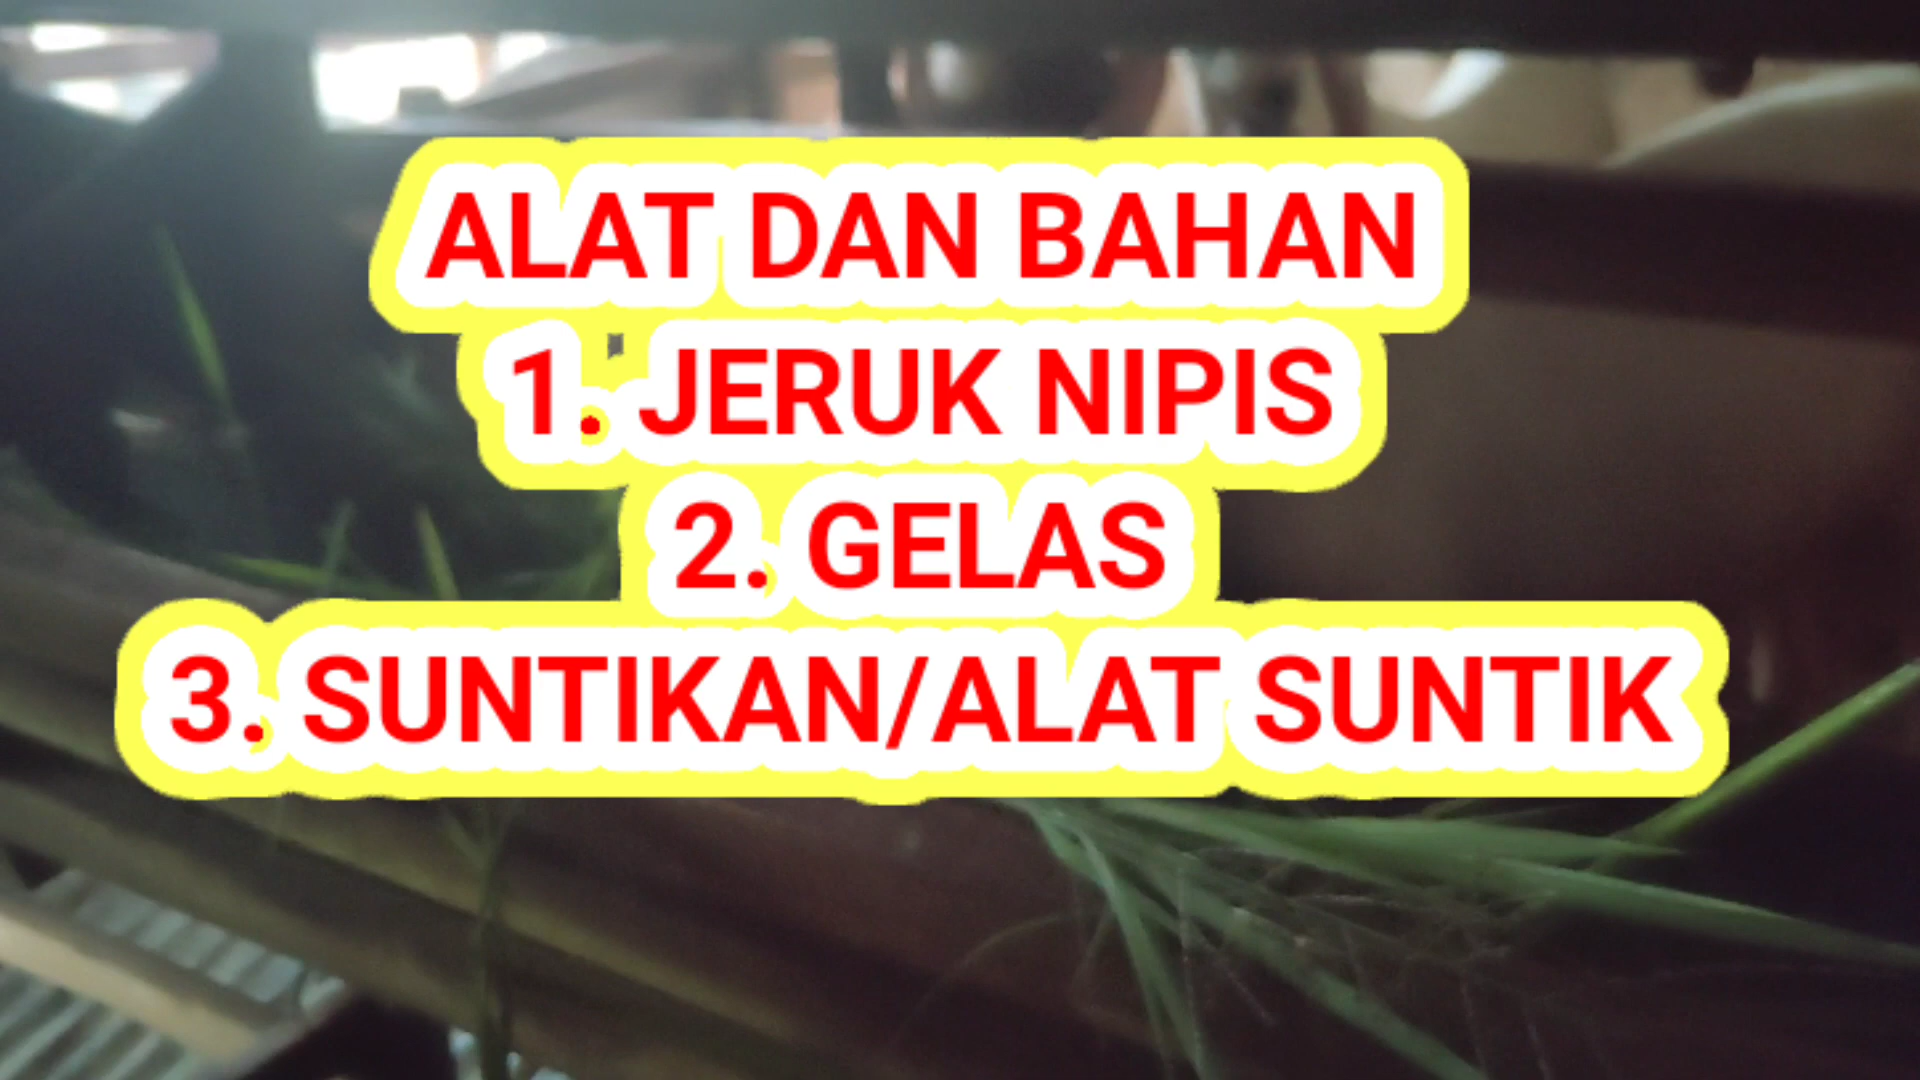 ALAT DAN BAHAN
1. JERUK NIPIS
2. GELAS
3. SUNTIKAN/ALAT SUNTIK